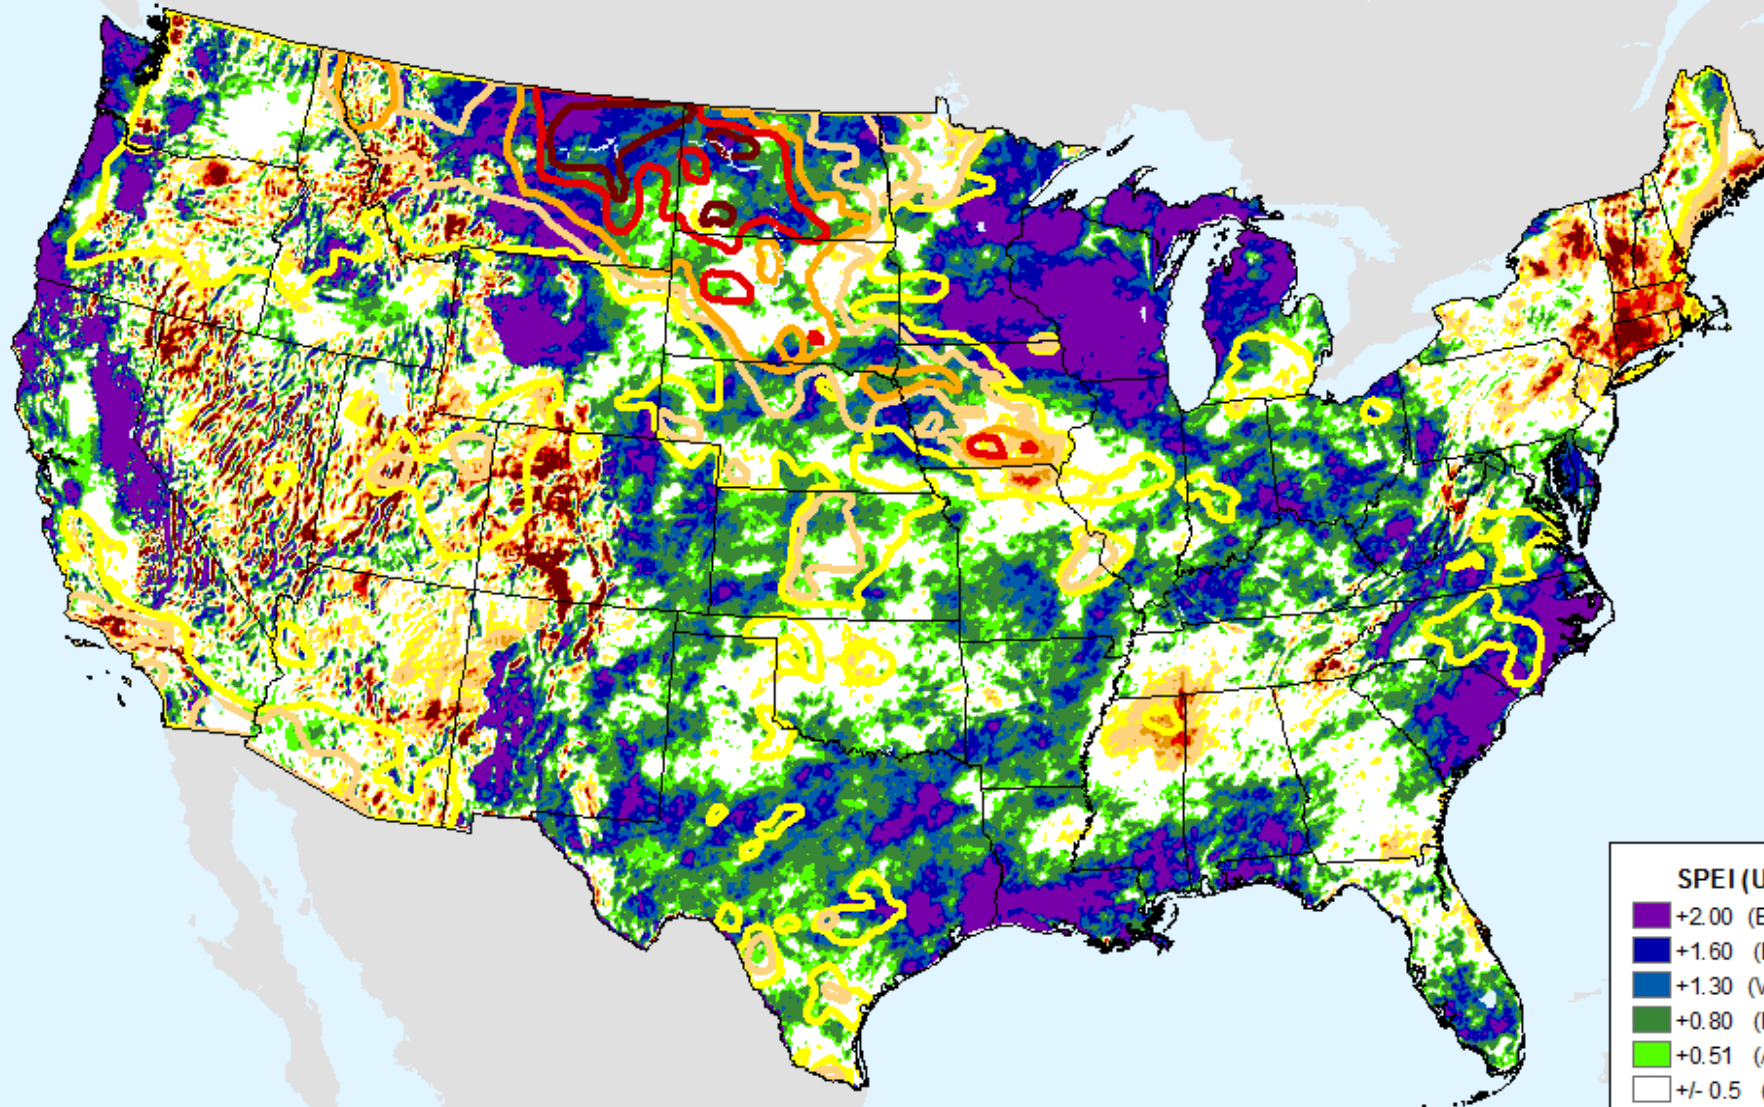 SPEI (U
+2.00 (E
+1.60 (
+1.30 (V
+0.80 (
+0.51 (
+/- 0.5 (